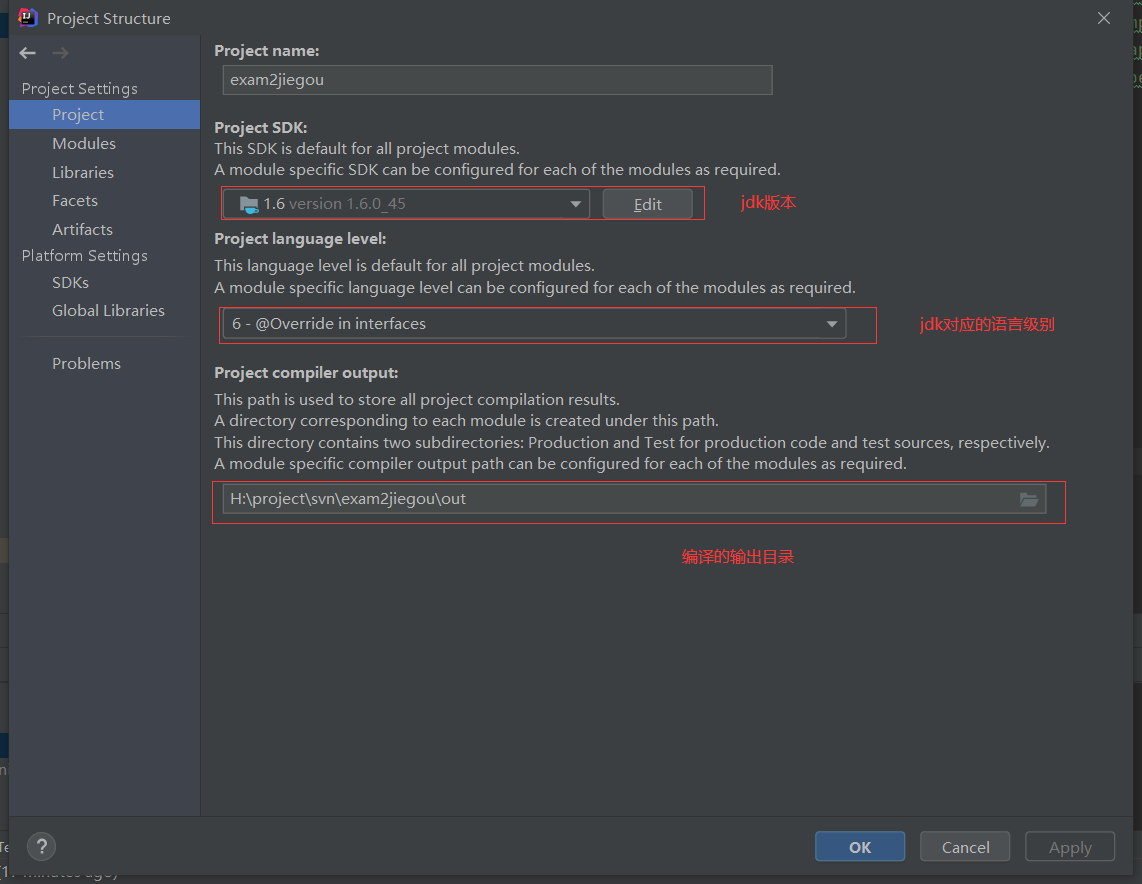 Project Structure
Project Settings
Project
Modules
Libraries
Facets
Artifacts
Platform Settings
SDKs
Global Libraries
Problems
Project name:
exam2jiegou
Project SDK:
This SDK is default for all project modules.
A module specific SDK can be configured for each of the modules as required.
1.6 version 1.6.0_45
Edit
jdk版本
Project language level:
This language level is default for all project modules.
A module specific language level can be configured for each of the modules as required.
6 - @Override in interfaces
jdk对应的语言级别
Project compiler output:
This path is used to store all project compilation results.
A directory corresponding to each module is created under this path.
This directory contains two subdirectories: Production and Test for production code and test sources, respectively.
A module specific compiler output path can be configured for each of the modules as required.
H:\project\svn\exam2jiegou\out
编译的输出目录
?
OK
Cancel
Apply